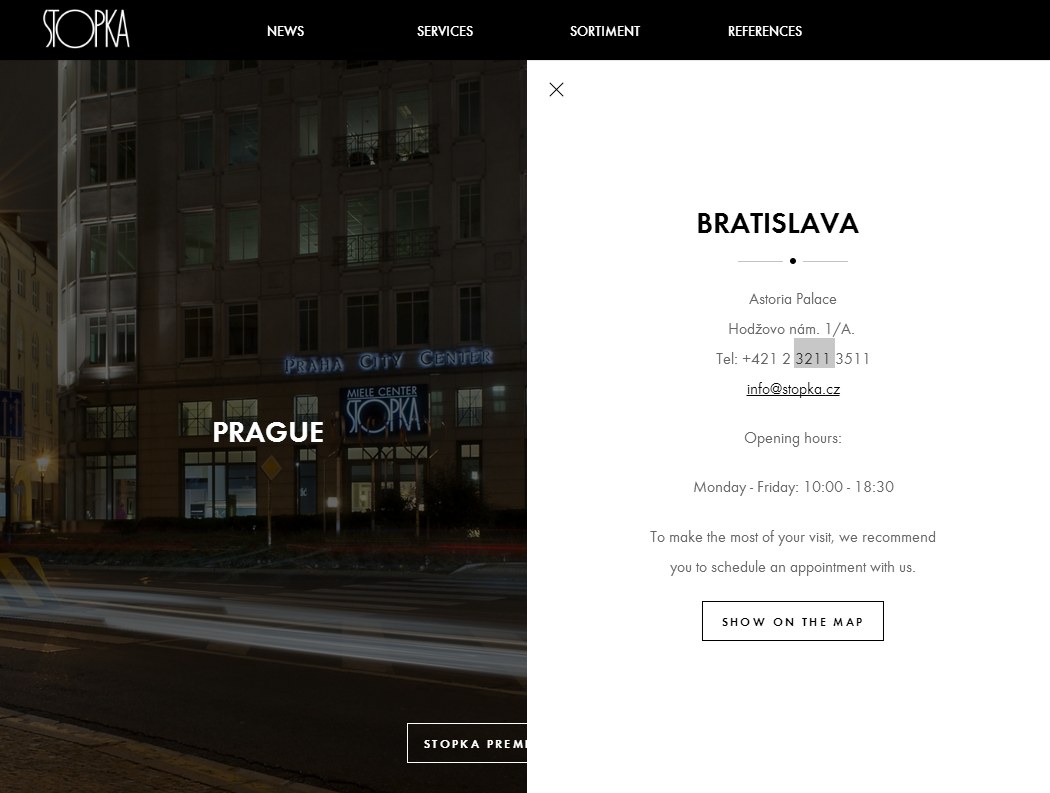 STOPKA
NEWS
SERVICES
SORTIMENT
REFERENCES
PRAHA CITY CENTER
MIELE CENTER
STOPKA
PRAGUE
STOPKA PREMI
BRATISLAVA
Astoria Palace
Hodžovo nám. 1/A.
Tel: +421 2 3211 3511
info@stopka.cz
Opening hours:
Monday - Friday: 10:00 - 18:30
To make the most of your visit, we recommend
you to schedule an appointment with us.
SHOW ON THE MAP